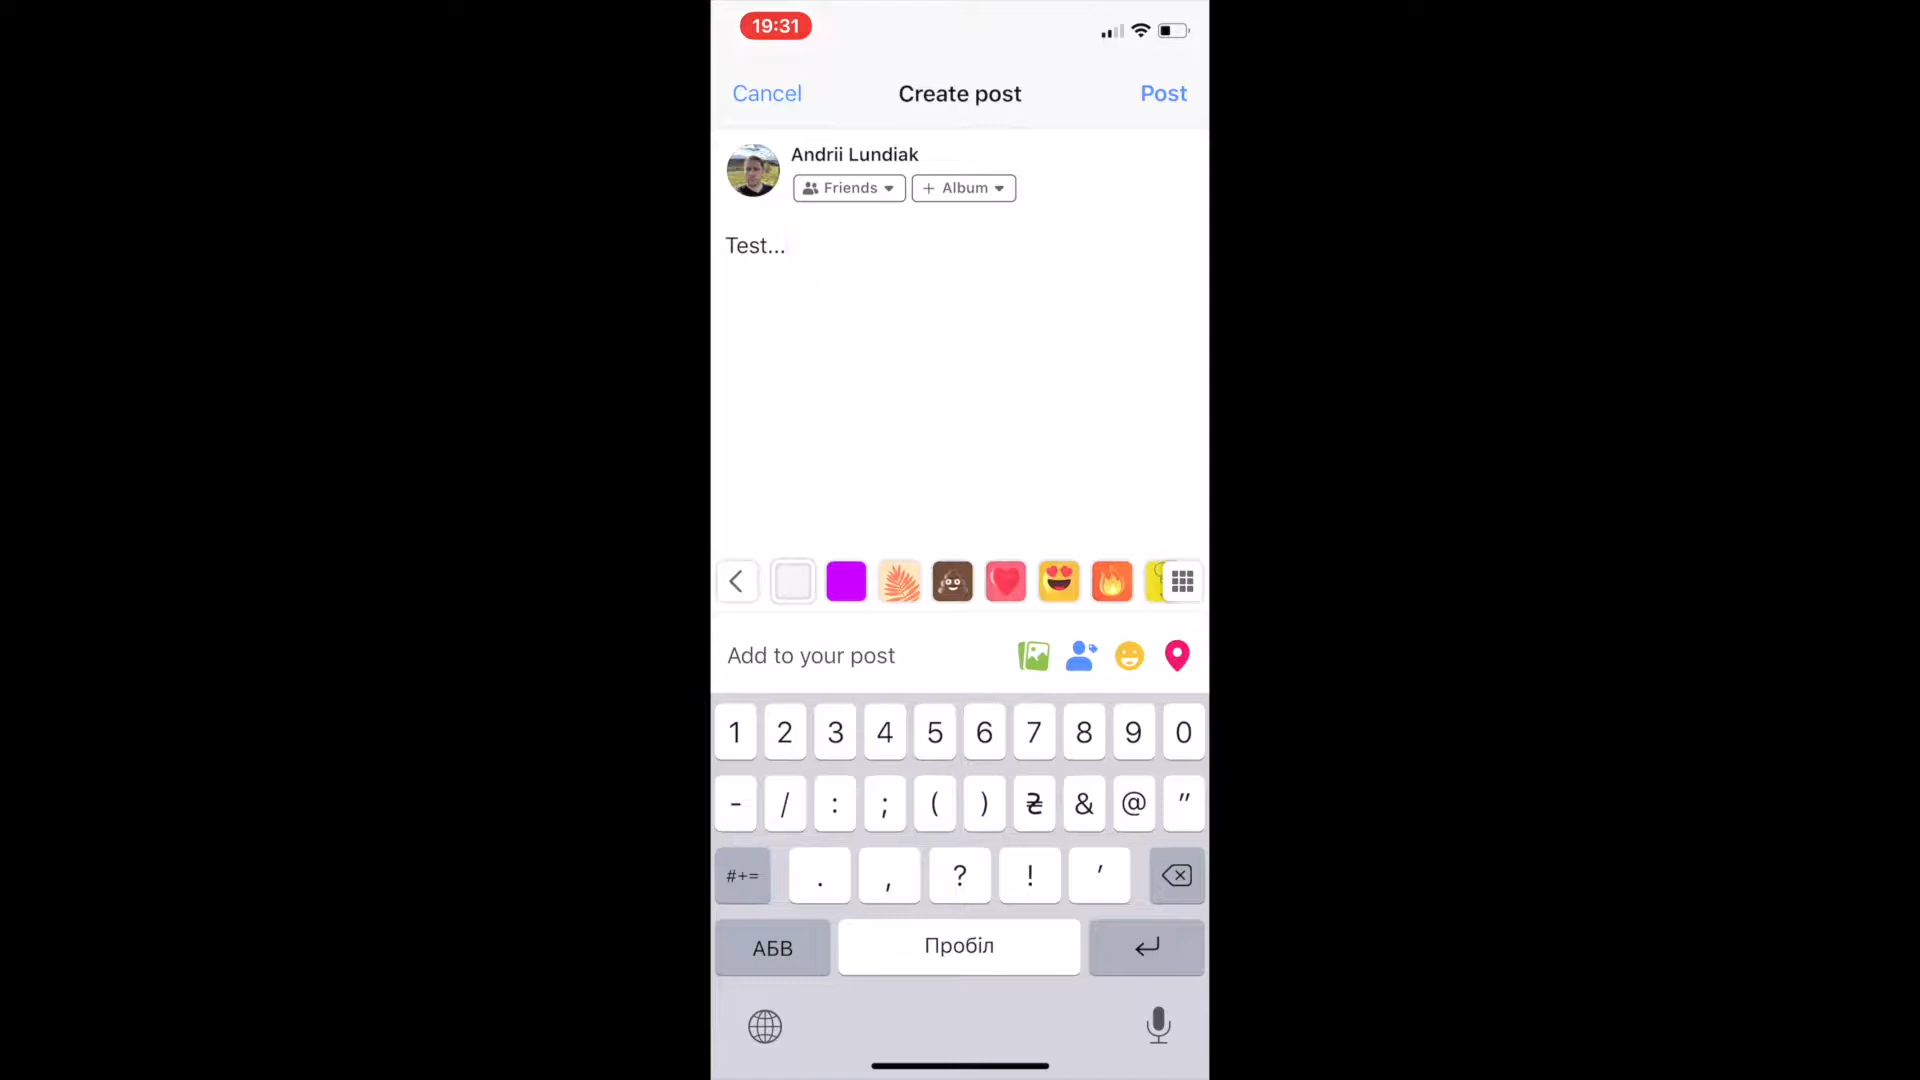 19:31
Cancel Create post Post
Andrii Lundiak
Friends + Album
Test...
Add to your post
1 2 3 4 5 6 7 8 9 0
- / : ; ( ) ₴ & @ "
#+= . , ? ! '
АБВ Пробіл